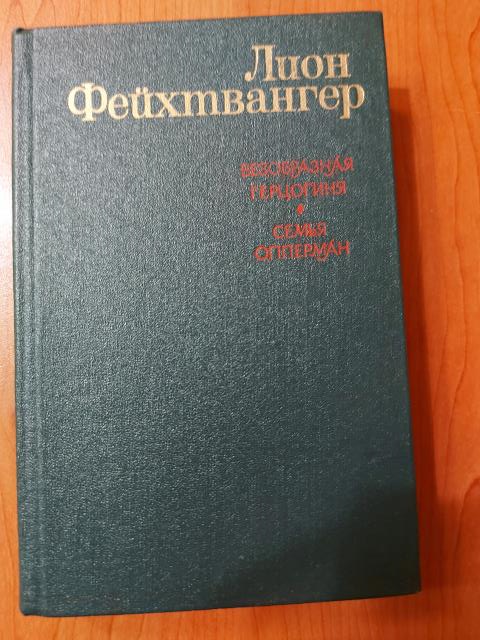 Лион
Фейхтвангер
БЕЗОБРАЗНАЯ
ГЕРЦОГИНЯ
СЕМЬЯ
ОППЕРМАН